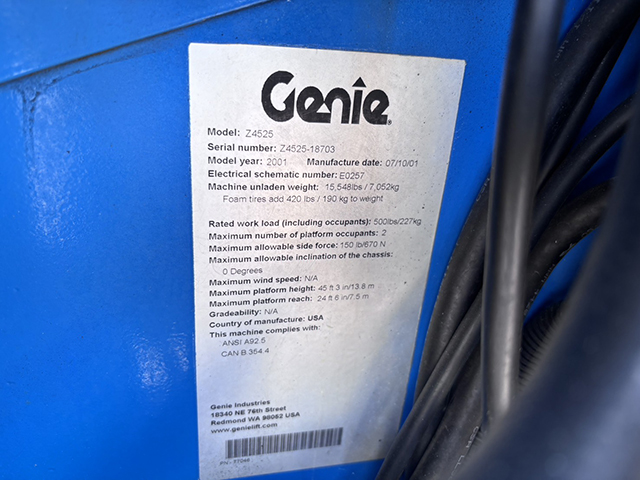 Genie
Model: Z4525
Serial number: Z4525-18703
Model year: 2001 Manufacture date: 07/10/01
Electrical schematic number: E0257
Machine unladen weight: 15,548lbs / 7,052kg
Foam tires add 420 lbs / 190 kg to weight
Rated work load (including occupants): 500lbs/227kg
Maximum number of platform occupants: 2
Maximum allowable side force: 150 lb/670 N
Maximum allowable inclination of the chassis:
0 Degrees
Maximum wind speed: N/A
Maximum platform height: 45 ft 3 in/13.8 m
Maximum platform reach: 24 ft 6 in/7.5 m
Gradeability: N/A
Country of manufacture: USA
This machine complies with:
ANSI A92.5
CAN B.354.4
Genie Industries
18340 NE 76th Street
Redmond WA 98052 USA
www.genielift.com